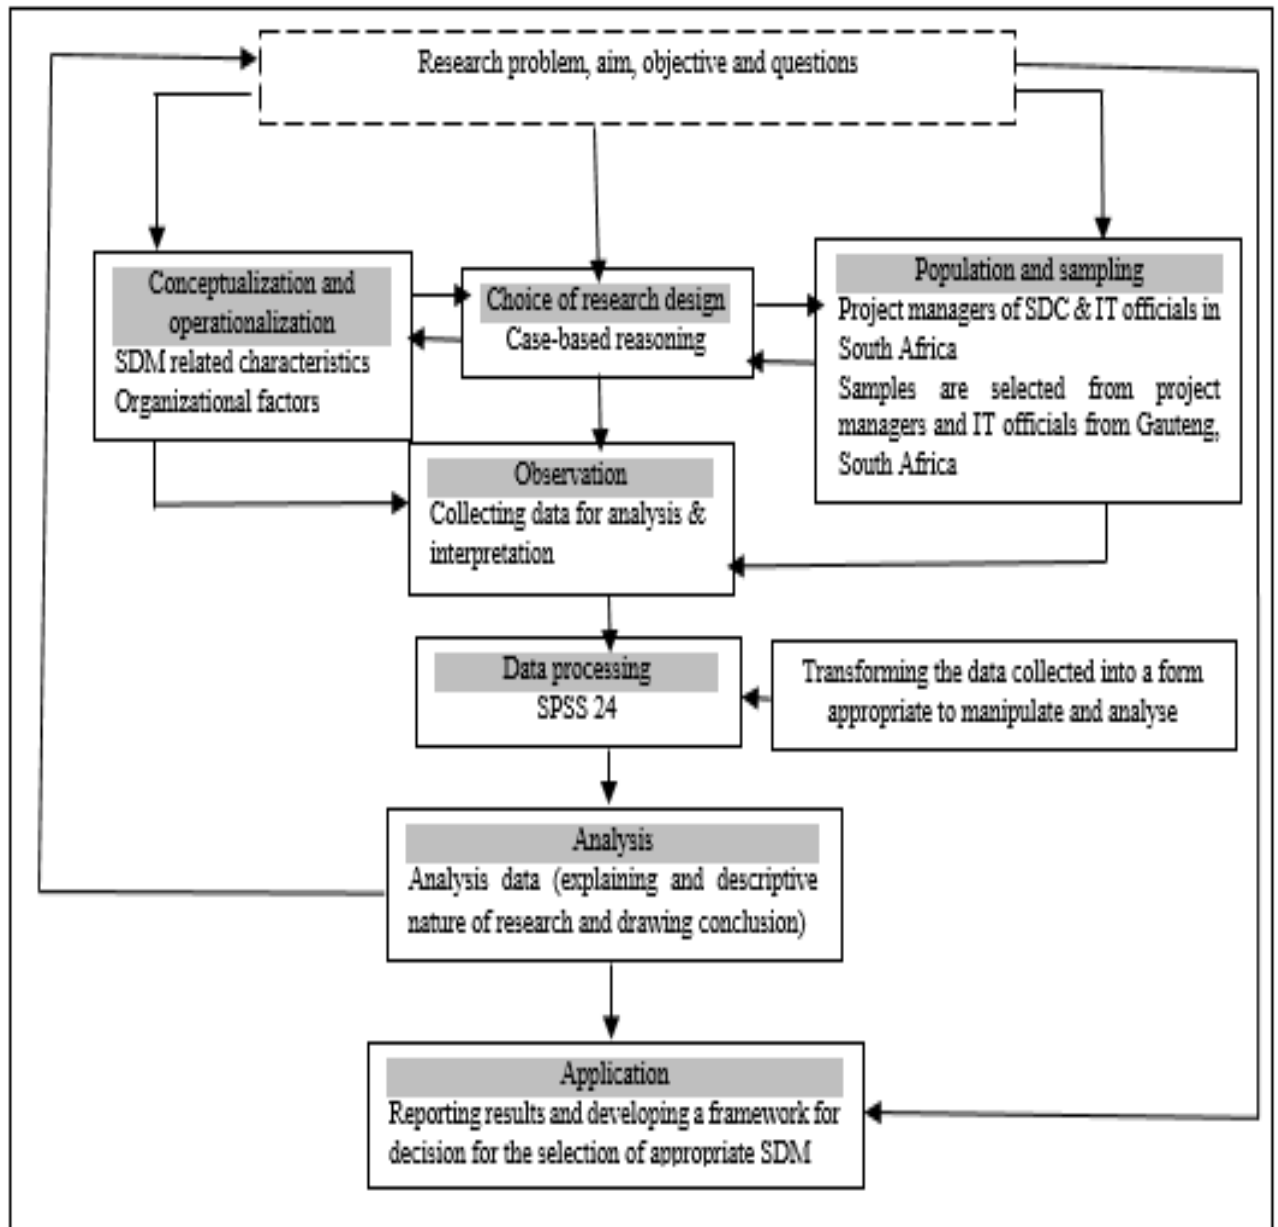 Research problem, aim, objective and questions
Conceptualization and
operationalization
SDM related characteristics
Organizational factors
Choice of research design
Case-based reasoning
Population and sampling
Project managers of SDC & IT officials in
South Africa
Samples are selected from project
managers and IT officials from Gauteng,
South Africa
Observation
Collecting data for analysis &
interpretation
Data processing
SPSS 24
Transforming the data collected into a form
appropriate to manipulate and analyse
Analysis
Analysis data (explaining and descriptive
nature of research and drawing conclusion)
Application
Reporting results and developing a framework for
decision for the selection of appropriate SDM